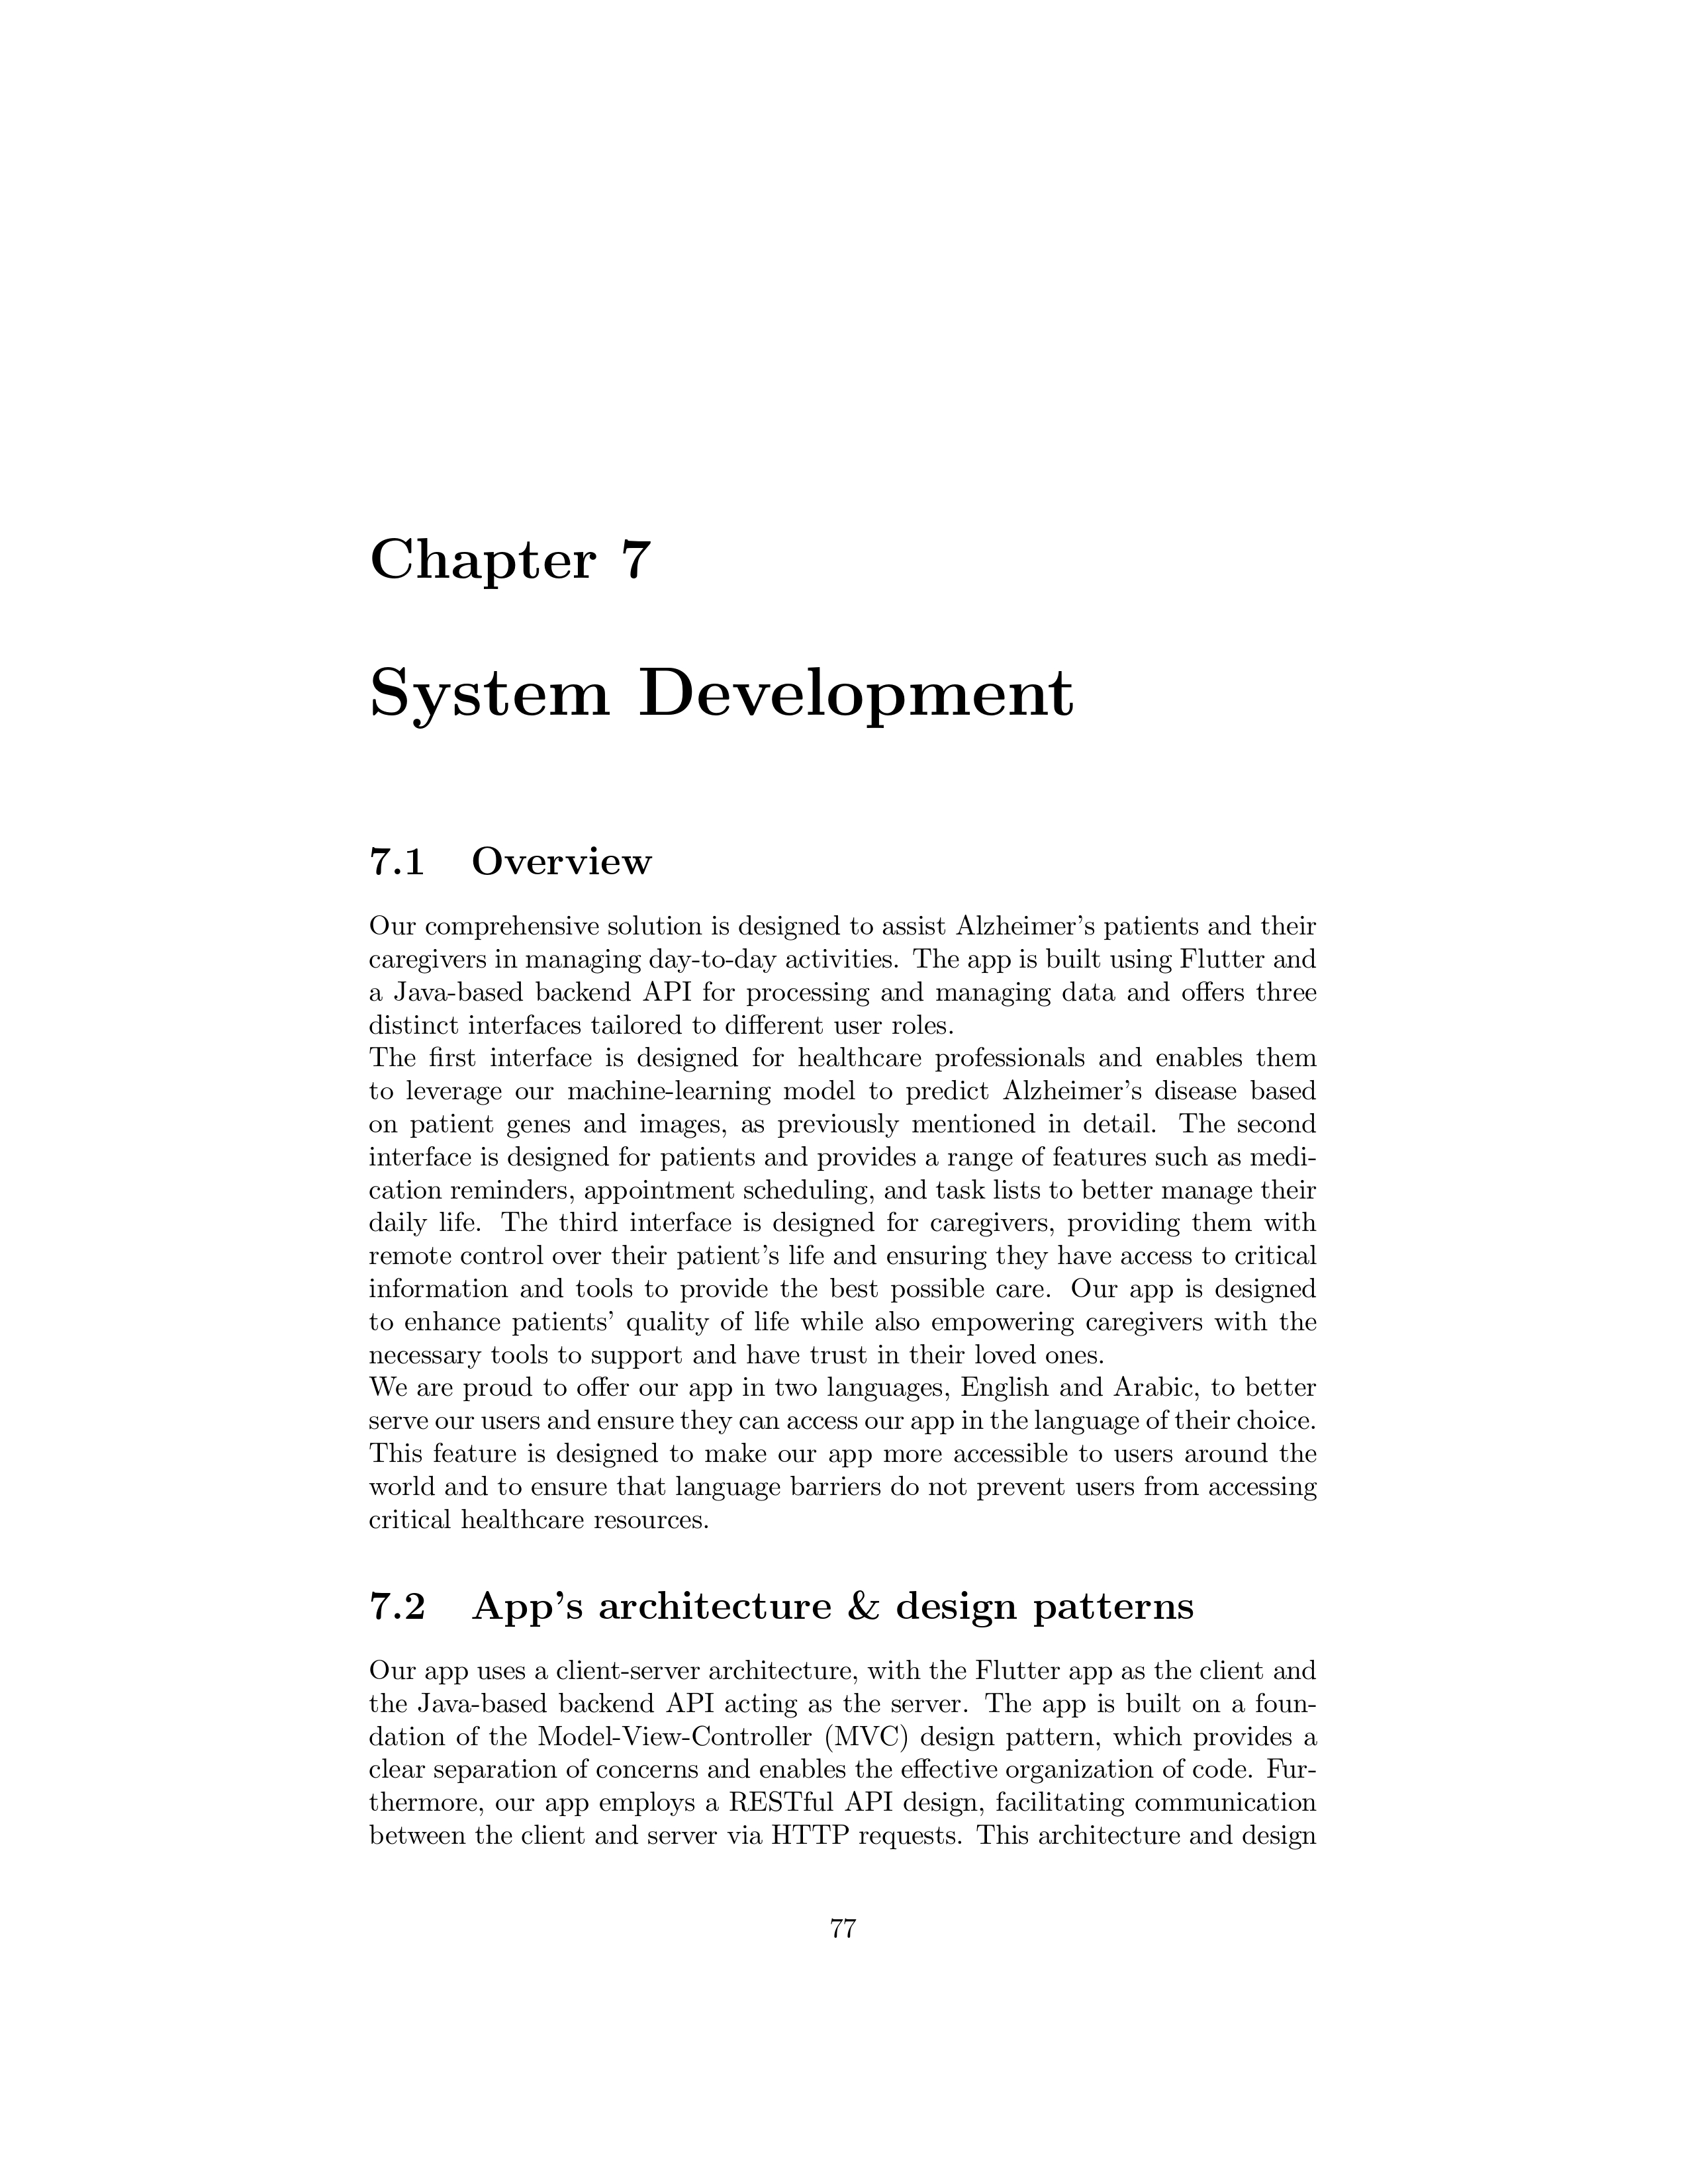 Chapter 7
System Development
7.1 Overview
Our comprehensive solution is designed to assist Alzheimer's patients and their
caregivers in managing day-to-day activities. The app is built using Flutter and
a Java-based backend API for processing and managing data and offers three
distinct interfaces tailored to different user roles.
The first interface is designed for healthcare professionals and enables them
to leverage our machine-learning model to predict Alzheimer's disease based
on patient genes and images, as previously mentioned in detail. The second
interface is designed for patients and provides a range of features such as medi-
cation reminders, appointment scheduling, and task lists to better manage their
daily life. The third interface is designed for caregivers, providing them with
remote control over their patient's life and ensuring they have access to critical
information and tools to provide the best possible care. Our app is designed
to enhance patients' quality of life while also empowering caregivers with the
necessary tools to support and have trust in their loved ones.
We are proud to offer our app in two languages, English and Arabic, to better
serve our users and ensure they can access our app in the language of their choice.
This feature is designed to make our app more accessible to users around the
world and to ensure that language barriers do not prevent users from accessing
critical healthcare resources.
7.2 App's architecture & design patterns
Our app uses a client-server architecture, with the Flutter app as the client and
the Java-based backend API acting as the server. The app is built on a foun-
dation of the Model-View-Controller (MVC) design pattern, which provides a
clear separation of concerns and enables the effective organization of code. Fur-
thermore, our app employs a RESTful API design, facilitating communication
between the client and server via HTTP requests. This architecture and design
77